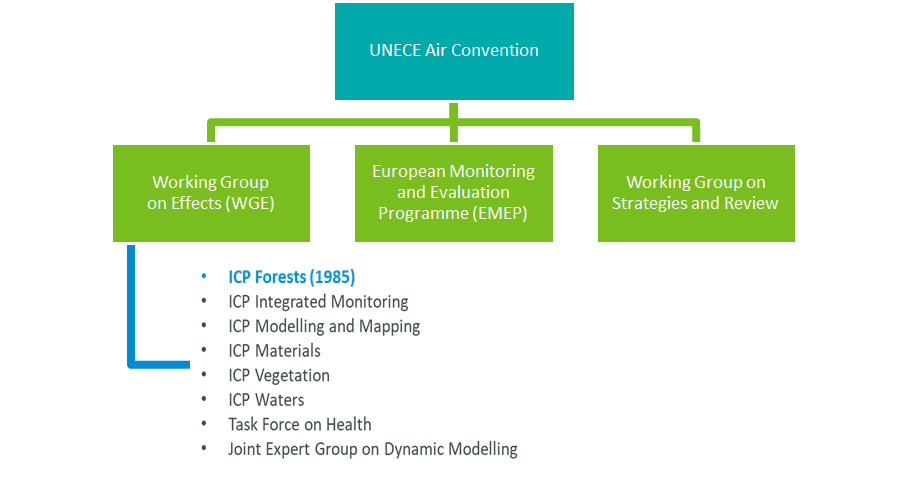 UNECE Air Convention
Working Group
on Effects (WGE)
European Monitoring
and Evaluation
Programme (EMEP)
Working Group on
Strategies and Review
• ICP Forests (1985)
• ICP Integrated Monitoring
• ICP Modelling and Mapping
• ICP Materials
• ICP Vegetation
• ICP Waters
• Task Force on Health
• Joint Expert Group on Dynamic Modelling